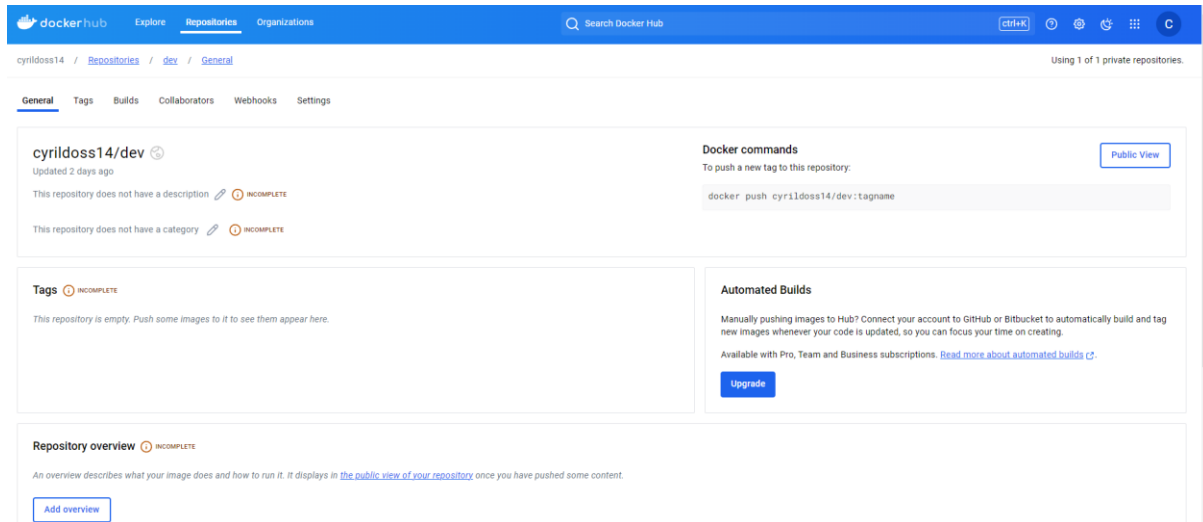 dockerhub Explore Repositories Organizations Search Docker Hub ctrl+K C
cyrildoss14 / Repositories / dev / General Using 1 of 1 private repositories.
General Tags Builds Collaborators Webhooks Settings
cyrildoss14/dev
Updated 2 days ago
This repository does not have a description INCOMPLETE
This repository does not have a category INCOMPLETE
Docker commands
Public View
To push a new tag to this repository:
docker push cyrildoss14/dev:tagname
Tags INCOMPLETE
This repository is empty. Push some images to it to see them appear here.
Automated Builds
Manually pushing images to Hub? Connect your account to GitHub or Bitbucket to automatically build and tag
new images whenever your code is updated, so you can focus your time on creating.
Available with Pro, Team and Business subscriptions. Read more about automated builds.
Upgrade
Repository overview INCOMPLETE
An overview describes what your image does and how to run it. It displays in the public view of your repository once you have pushed some content.
Add overview